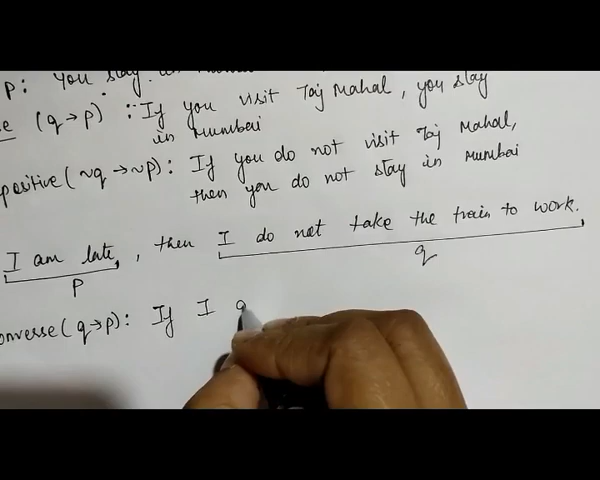 p: You stay in
(q→p) : If you visit Taj Mahal, you stay
in Mumbai
positive (~q →~p): If you do not visit Taj Mahal,
then you do not stay in Mumbai
I am late, then I do not take the train to work.
p q
onverse (q→p): If I